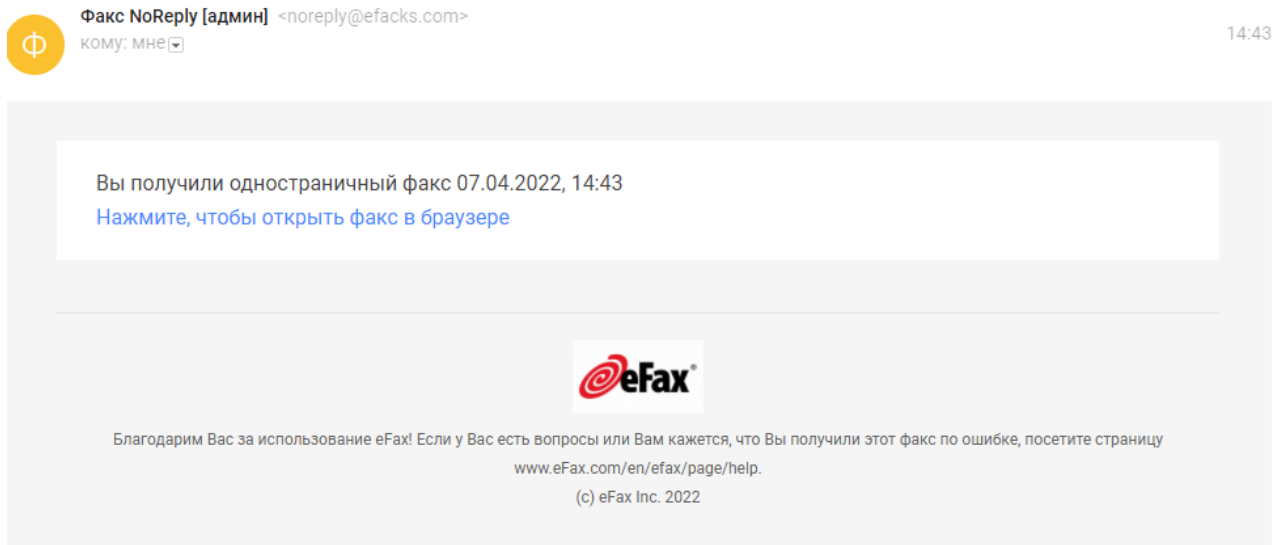 Факс NoReply [админ] <noreply@efacks.com>
кому: мне
14:43
Ф
Вы получили одностраничный факс 07.04.2022, 14:43
Нажмите, чтобы открыть факс в браузере
eFax®
Благодарим Вас за использование eFax! Если у Вас есть вопросы или Вам кажется, что Вы получили этот факс по ошибке, посетите страницу
www.eFax.com/en/efax/page/help.
(c) eFax Inc. 2022